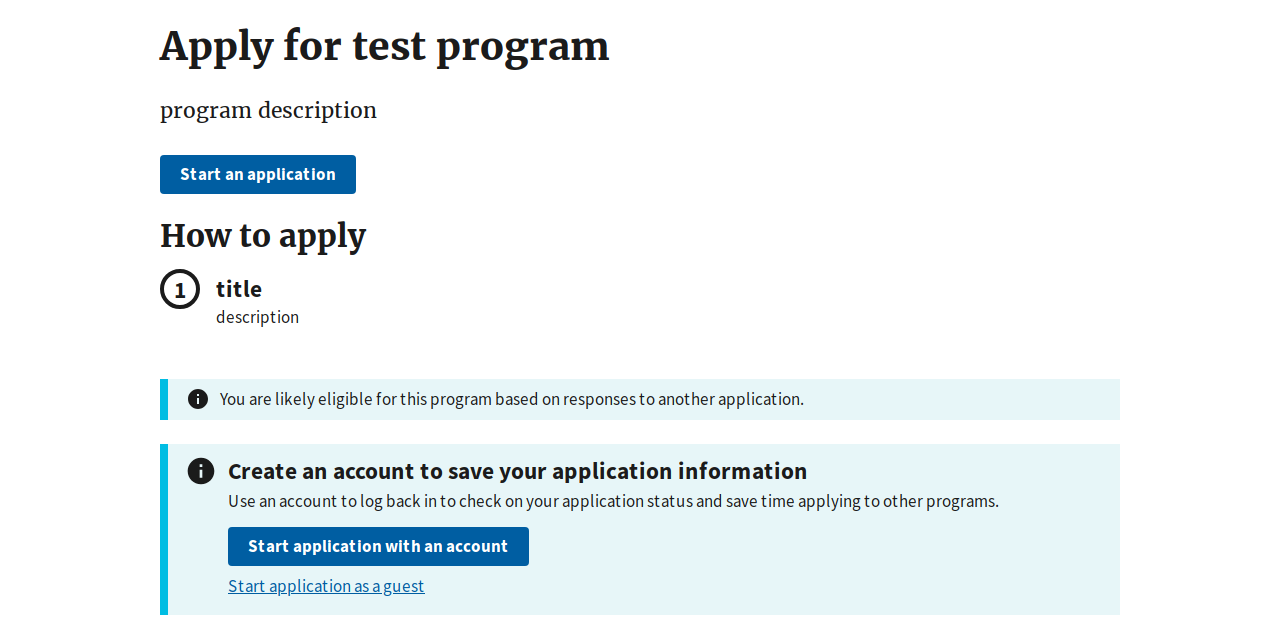 Apply for test program
program description
Start an application
How to apply
1 title
description
You are likely eligible for this program based on responses to another application.
Create an account to save your application information
Use an account to log back in to check on your application status and save time applying to other programs.
Start application with an account
Start application as a guest